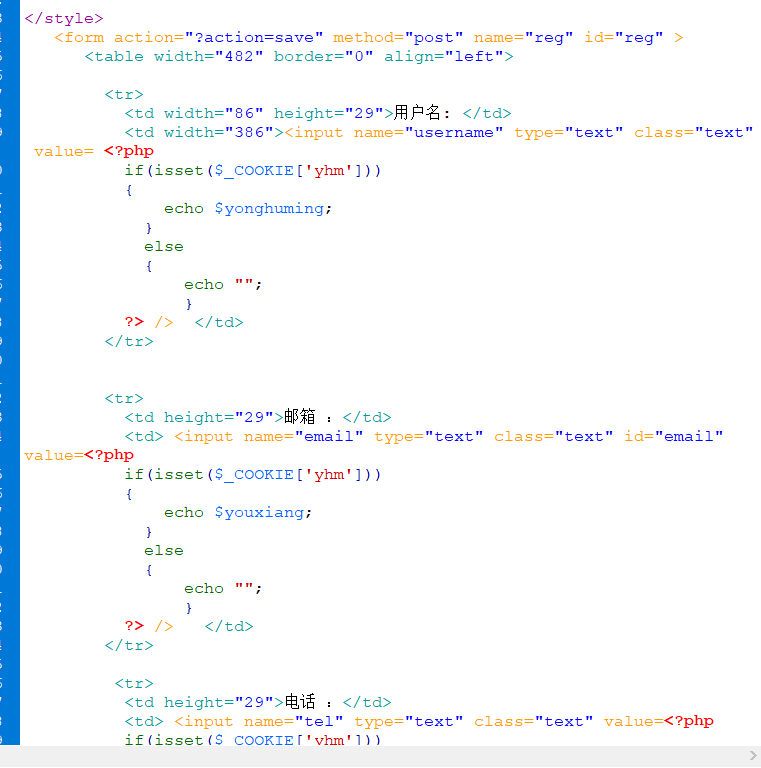 </style>
<form action="?action=save" method="post" name="reg" id="reg" >
<table width="482" border="0" align="left">
<tr>
<td width="86" height="29">用户名: </td>
<td width="386"><input name="username" type="text" class="text"
value= <?php
if(isset($_COOKIE['yhm']))
{
echo $yonghuming;
}
else
{
echo "";
}
?> />  </td>
</tr>
<tr>
<td height="29">邮箱 :</td>
<td> <input name="email" type="text" class="text" id="email"
value=<?php
if(isset($_COOKIE['yhm']))
{
echo $youxiang;
}
else
{
echo "";
}
?> />   </td>
</tr>
<tr>
<td height="29">电话 :</td>
<td> <input name="tel" type="text" class="text" value=<?php
if(isset($_COOKIE['yhm']))